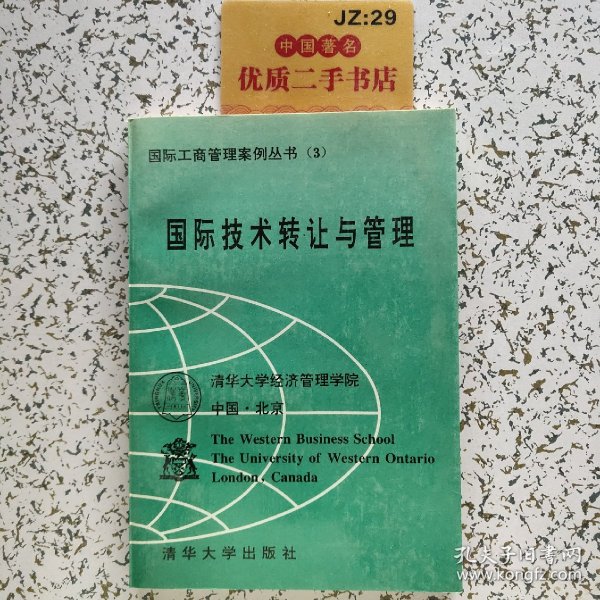 JZ:29
中国著名
优质二手书店
国际工商管理案例丛书（3）
国际技术转让与管理
清华大学经济管理学院
中国·北京
The Western Business School
The University of Western Ontario
London, Canada
清华大学出版社
孔夫子旧书网
www.kongfz.com